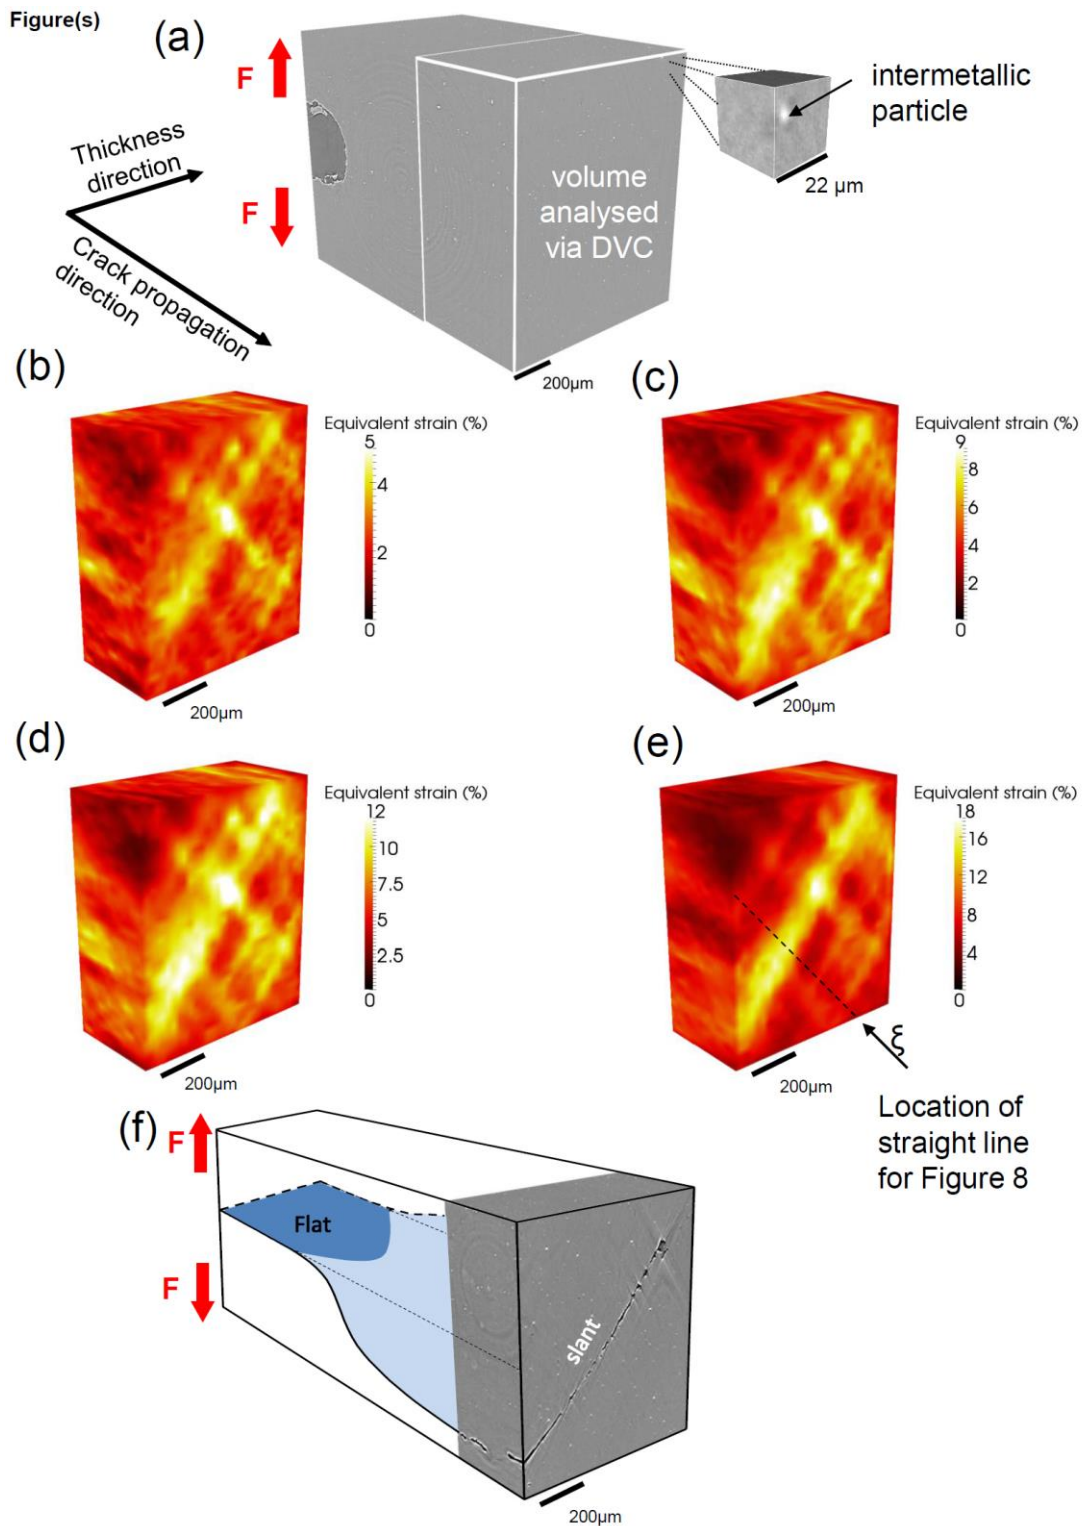 Figure(s)
(a)
F
F
Thickness
direction
Crack propagation
direction
volume
analysed
via DVC
intermetallic
particle
22 µm
200µm
(b)
Equivalent strain (%)
5
4
2
0
200µm
(c)
Equivalent strain (%)
9
8
6
4
2
0
200µm
(d)
Equivalent strain (%)
12
10
7.5
5
2.5
0
200µm
(e)
Equivalent strain (%)
18
16
12
8
4
0
200µm
ξ
Location of
straight line
for Figure 8
(f)
F
F
Flat
slant
200µm